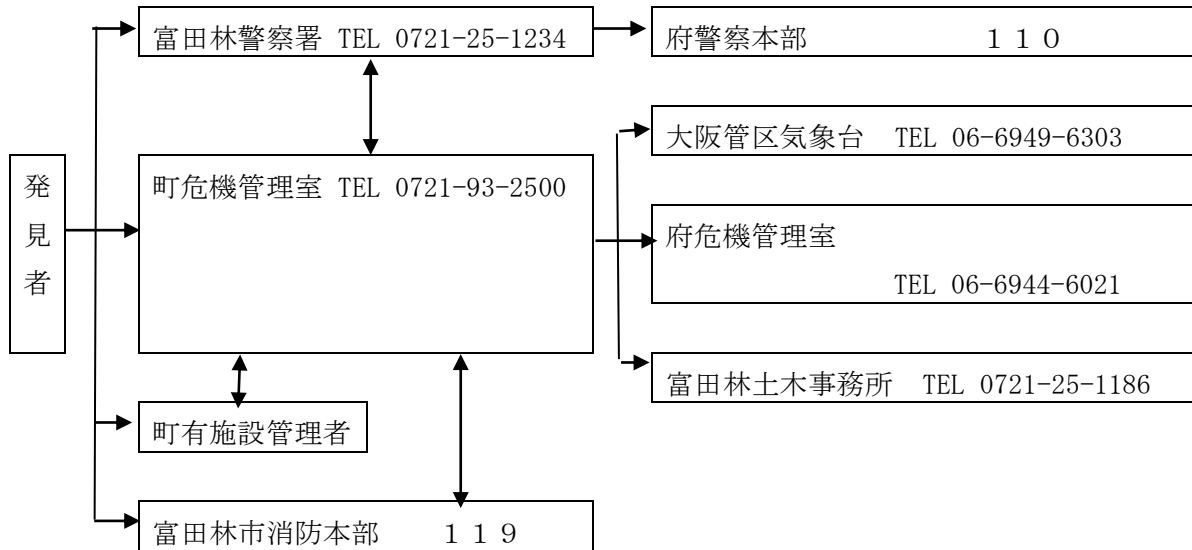 富田林警察署 TEL 0721-25-1234
府警察本部 １１０
大阪管区気象台 TEL 06-6949-6303
発見者
町危機管理室 TEL 0721-93-2500
府危機管理室
TEL 06-6944-6021
富田林土木事務所 TEL 0721-25-1186
町有施設管理者
富田林市消防本部 １１９